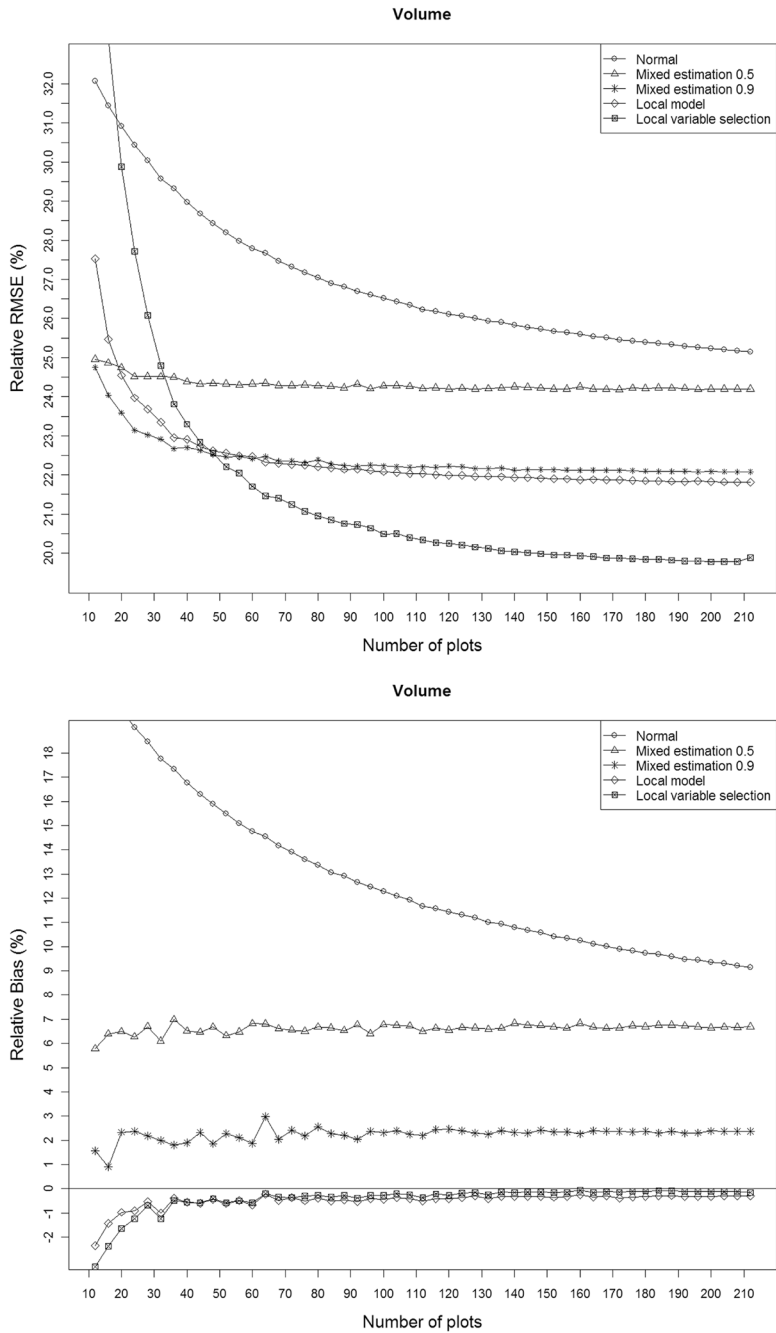 Volume
Normal
Mixed estimation 0.5
Mixed estimation 0.9
Local model
Local variable selection
Relative RMSE (%)
32.0
31.0
30.0
29.0
28.0
27.0
26.0
25.0
24.0
23.0
22.0
21.0
20.0
10 20 30 40 50 60 70 80 90 100 110 120 130 140 150 160 170 180 190 200 210
Number of plots
Volume
Normal
Mixed estimation 0.5
Mixed estimation 0.9
Local model
Local variable selection
Relative Bias (%)
18
17
16
15
14
13
12
11
10
9
8
7
6
5
4
3
2
1
0
-1
-2
10 20 30 40 50 60 70 80 90 100 110 120 130 140 150 160 170 180 190 200 210
Number of plots